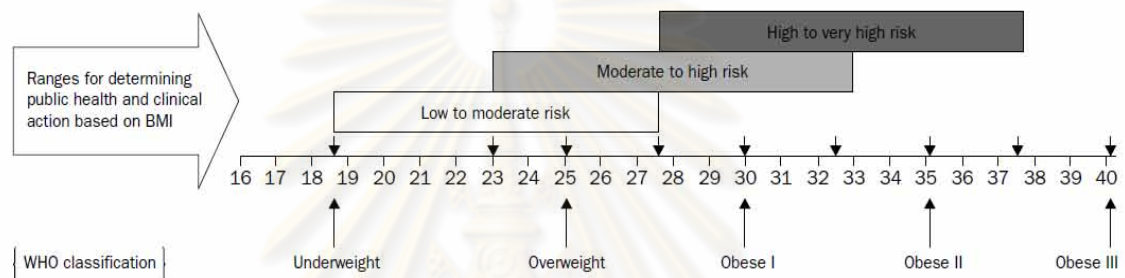 High to very high risk
Moderate to high risk
Low to moderate risk
Ranges for determining
public health and clinical
action based on BMI
16 17 18 19 20 21 22 23 24 25 26 27 28 29 30 31 32 33 34 35 36 37 38 39 40
WHO classification
Underweight
Overweight
Obese I
Obese II
Obese III